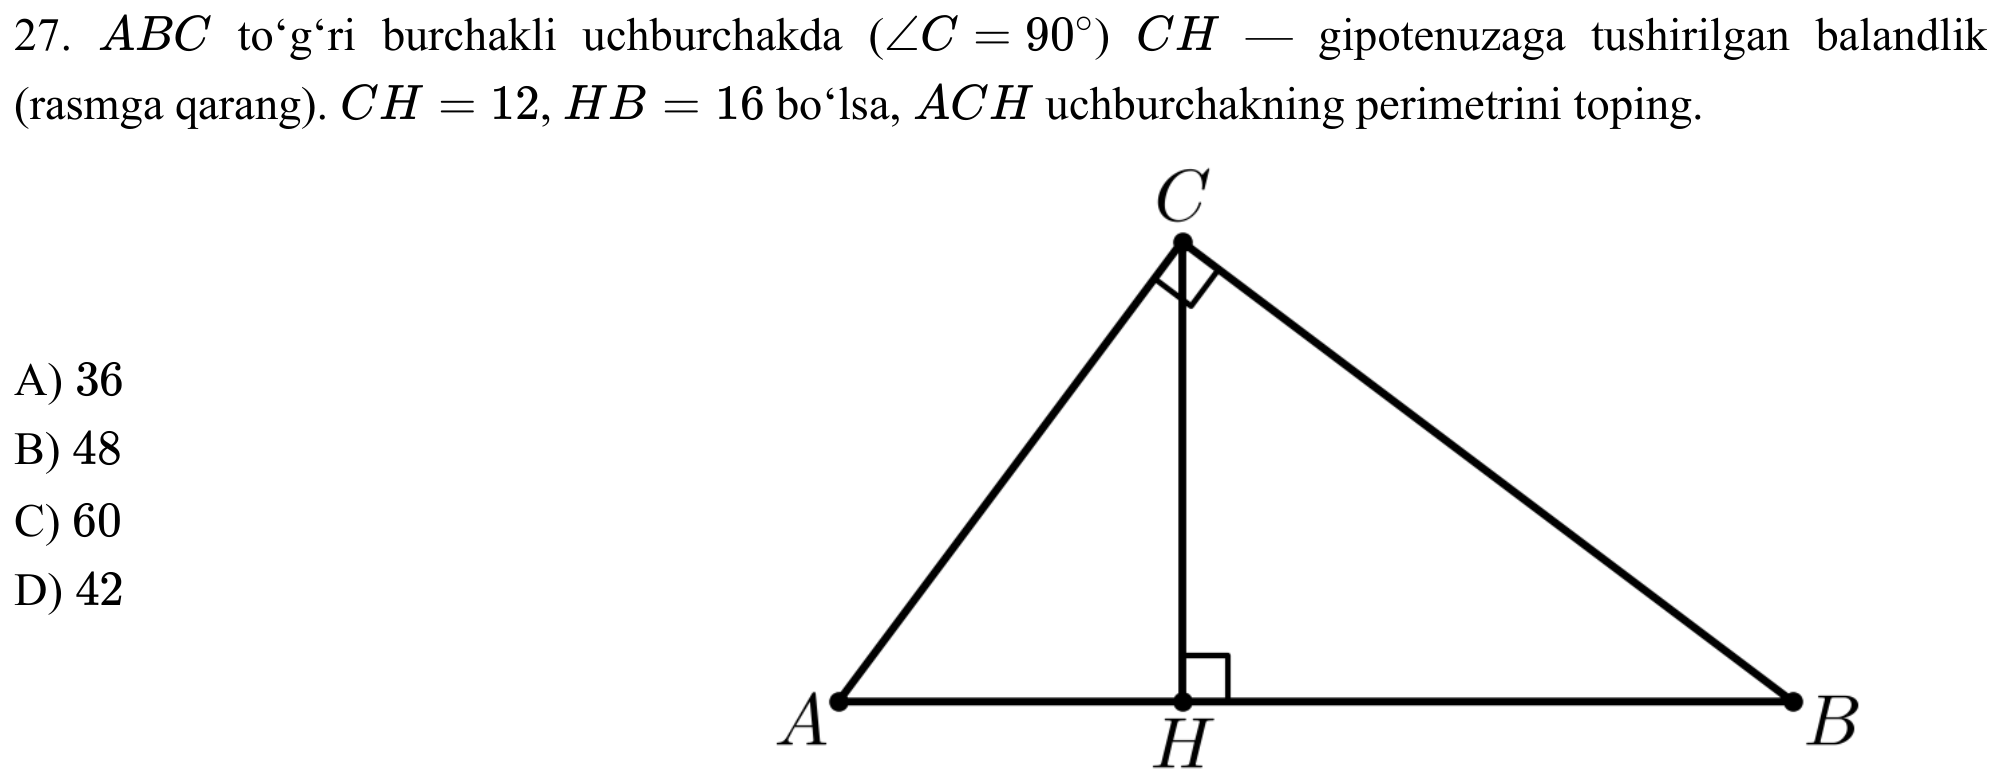 27. ABC to‘g‘ri burchakli uchburchakda (∠C = 90°) CH — gipotenuzaga tushirilgan balandlik
(rasmga qarang). CH = 12, HB = 16 bo‘lsa, ACH uchburchakning perimetrini toping.
C
A) 36
B) 48
C) 60
D) 42
A
H
B